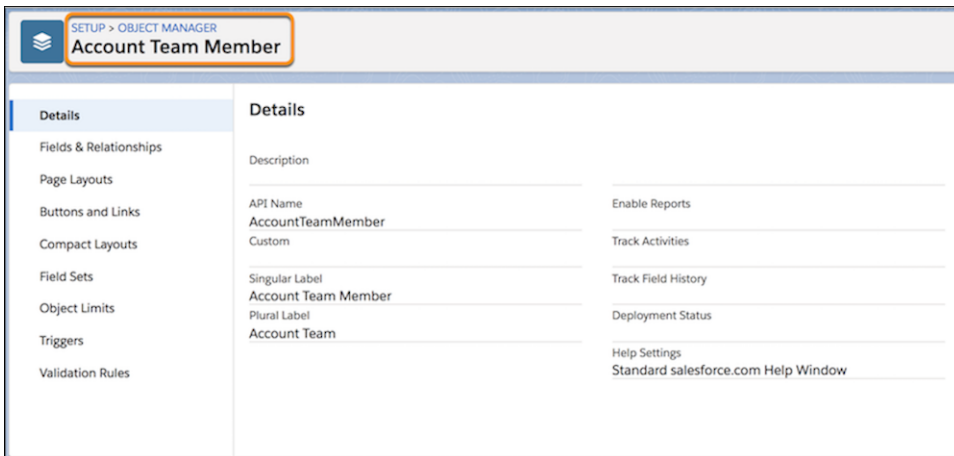 SETUP > OBJECT MANAGER
Account Team Member
Details
Fields & Relationships
Page Layouts
Buttons and Links
Compact Layouts
Field Sets
Object Limits
Triggers
Validation Rules
Details
Description
API Name
AccountTeamMember
Custom
Singular Label
Account Team Member
Plural Label
Account Team
Enable Reports
Track Activities
Track Field History
Deployment Status
Help Settings
Standard salesforce.com Help Window